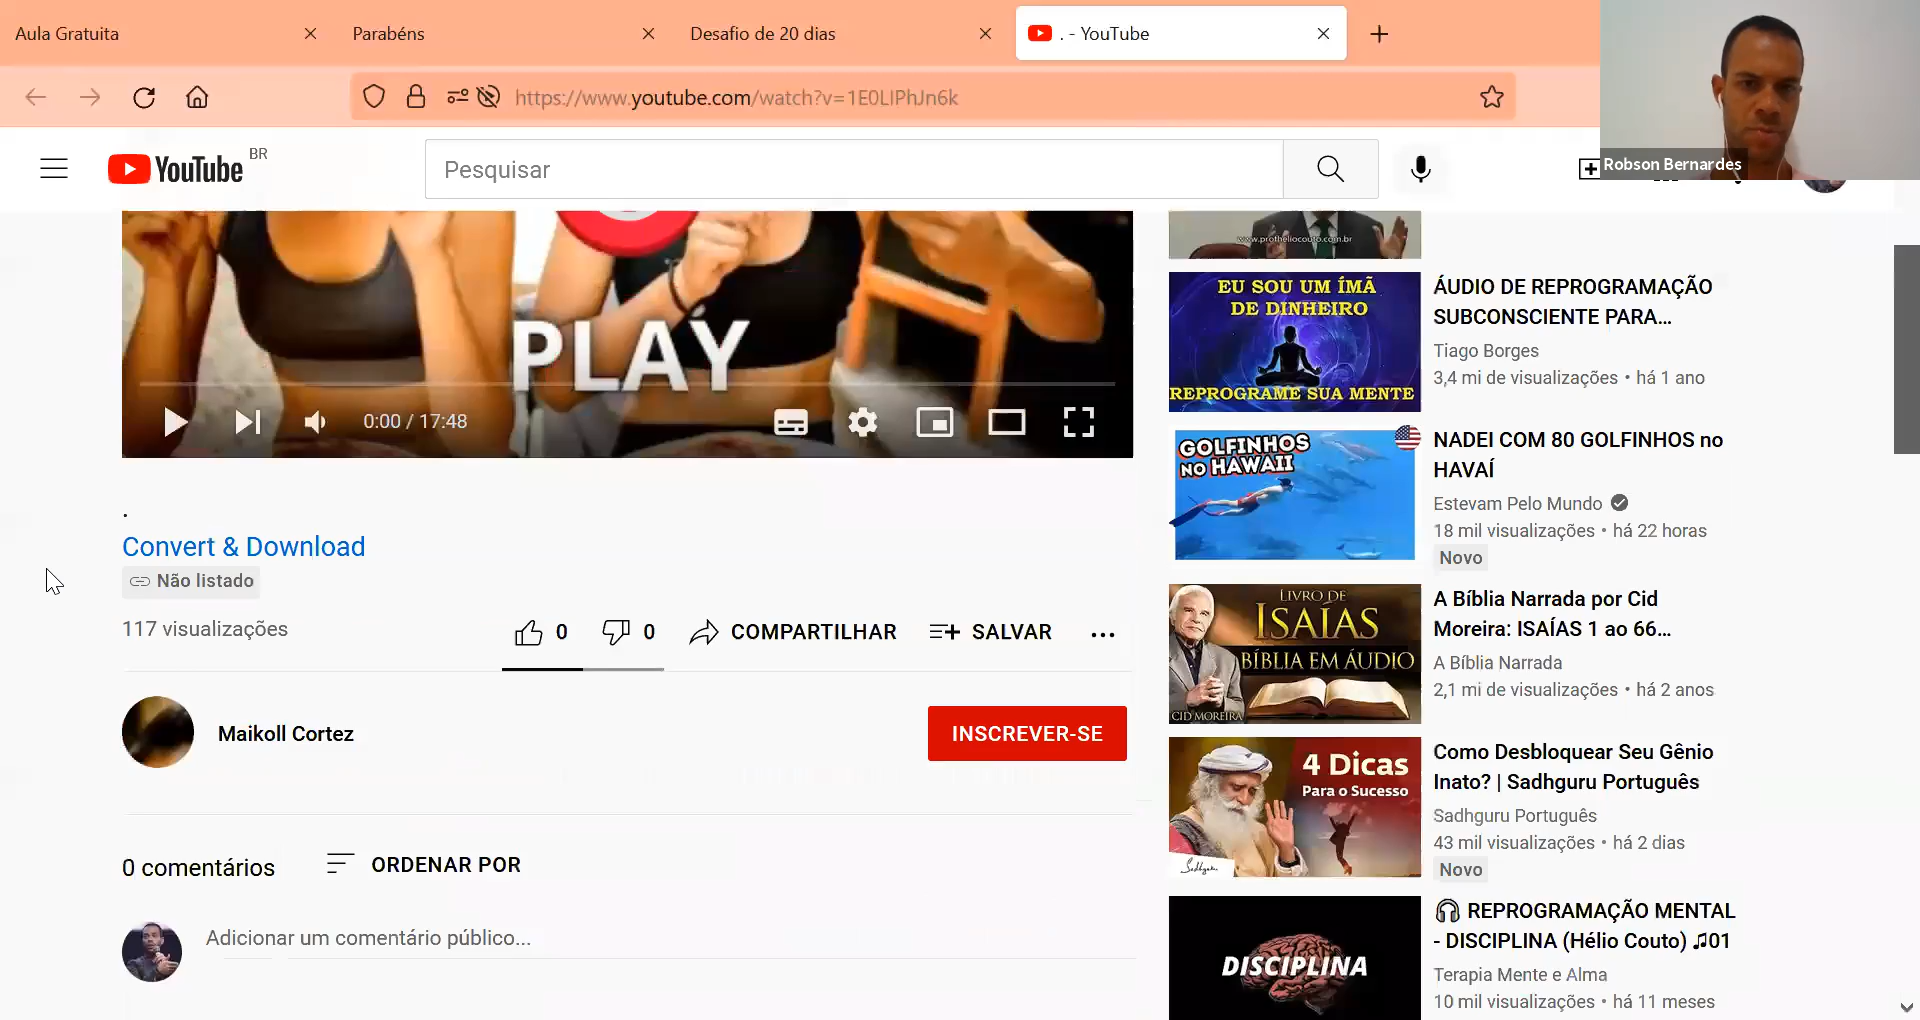 Aula Gratuita
Parabéns
Desafio de 20 dias
. - YouTube
https://www.youtube.com/watch?v=1E0LlPhJn6k
Robson Bernardes
YouTube BR
Pesquisar
www.protheliocouto.com.br
PLAY
0:00 / 17:48
.
Convert & Download
Não listado
117 visualizações
0
0
COMPARTILHAR
SALVAR
Maikoll Cortez
INSCREVER-SE
0 comentários
ORDENAR POR
Adicionar um comentário público...
EU SOU UM ÍMÃ
DE DINHEIRO
REPROGRAME SUA MENTE
ÁUDIO DE REPROGRAMAÇÃO
SUBCONSCIENTE PARA...
Tiago Borges
3,4 mi de visualizações • há 1 ano
GOLFINHOS
NO HAWAII
NADEI COM 80 GOLFINHOS no
HAVAÍ
Estevam Pelo Mundo
18 mil visualizações • há 22 horas
Novo
LIVRO DE
ISAÍAS
BÍBLIA EM ÁUDIO
CID MOREIRA
A Bíblia Narrada por Cid
Moreira: ISAÍAS 1 ao 66...
A Bíblia Narrada
2,1 mi de visualizações • há 2 anos
4 Dicas
Para o Sucesso
Sadhguru
Como Desbloquear Seu Gênio
Inato? | Sadhguru Português
Sadhguru Português
43 mil visualizações • há 2 dias
Novo
DISCIPLINA
🎧 REPROGRAMAÇÃO MENTAL
- DISCIPLINA (Hélio Couto) ♫01
Terapia Mente e Alma
10 mil visualizações • há 11 meses